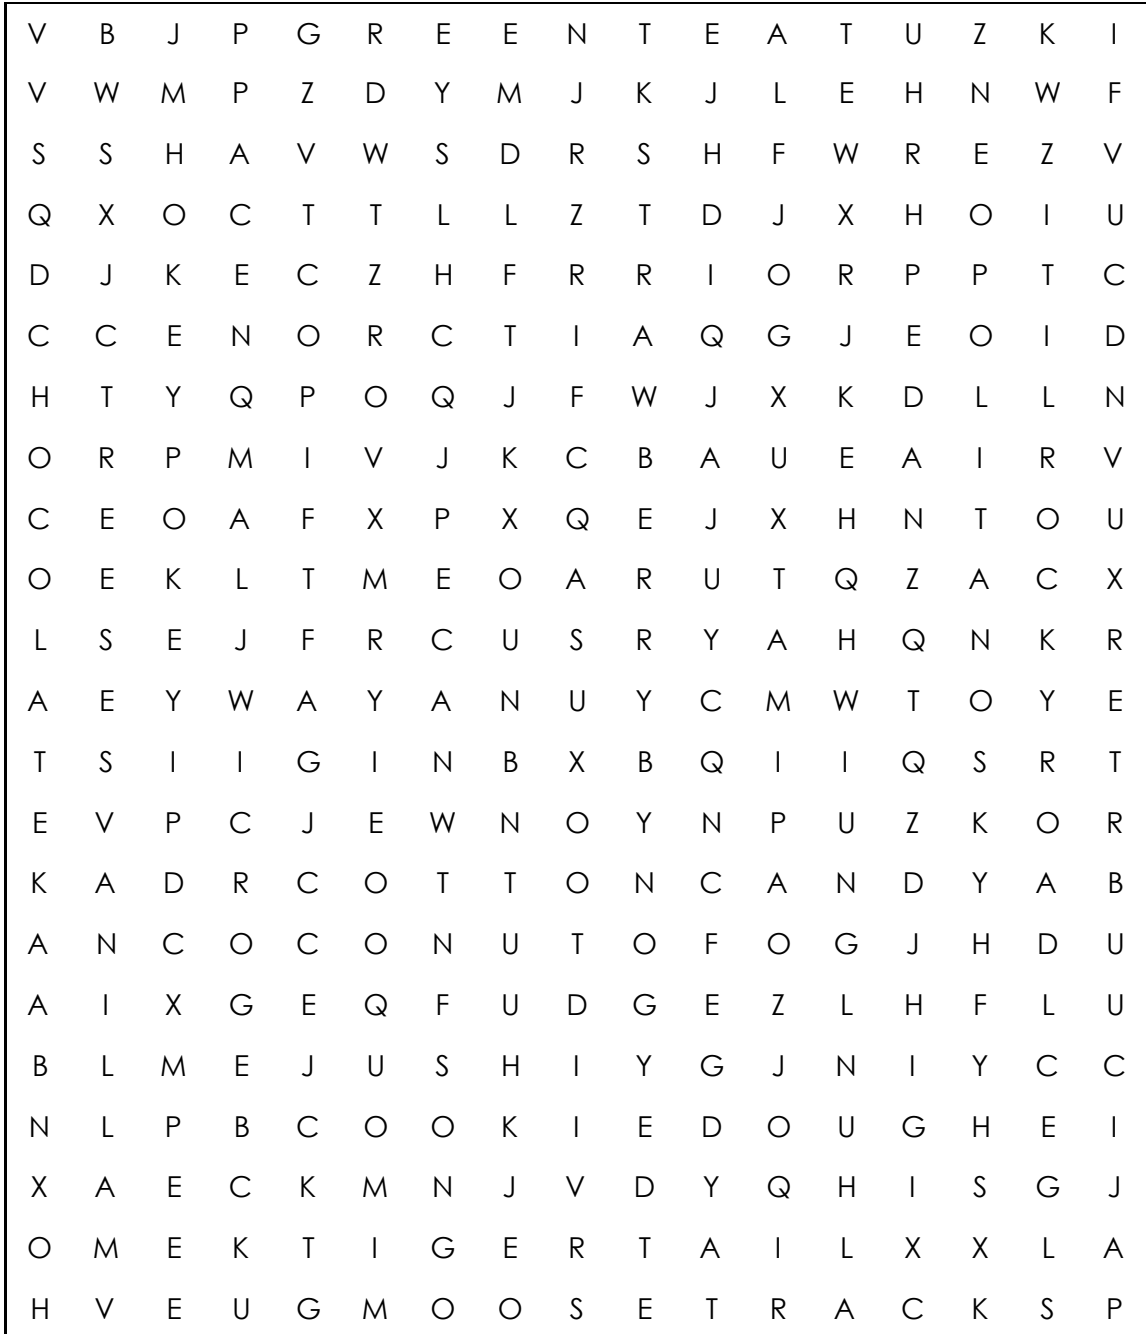 V B J P G R E E N T E A T U Z K I
V W M P Z D Y M J K J L E H N W F
S S H A V W S D R S H F W R E Z V
Q X O C T T L L Z T D J X H O I U
D J K E C Z H F R R I O R P P T C
C C E N O R C T I A Q G J E O I D
H T Y Q P O Q J F W J X K D L L N
O R P M I V J K C B A U E A I R V
C E O A F X P X Q E J X H N T O U
O E K L T M E O A R U T Q Z A C X
L S E J F R C U S R Y A H Q N K R
A E Y W A Y A N U Y C M W T O Y E
T S I I G I N B X B Q I I Q S R T
E V P C J E W N O Y N P U Z K O R
K A D R C O T T O N C A N D Y A B
A N C O C O N U T O F O G J H D U
A I X G E Q F U D G E Z L H F L U
B L M E J U S H I Y G J N I Y C C
N L P B C O O K I E D O U G H E I
X A E C K M N J V D Y Q H I S G J
O M E K T I G E R T A I L X X L A
H V E U G M O O S E T R A C K S P